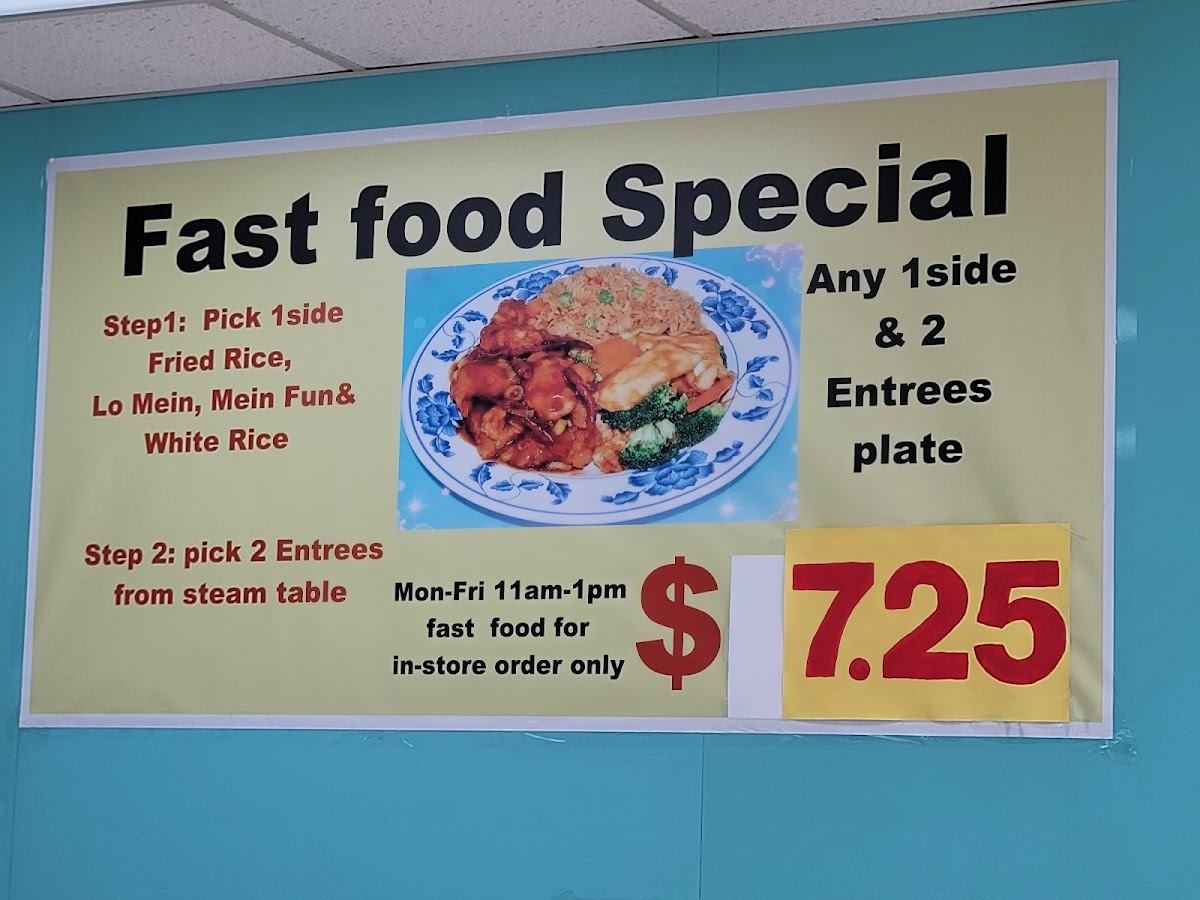 Fast food Special
Step1: Pick 1side
Fried Rice,
Lo Mein, Mein Fun&
White Rice
Step 2: pick 2 Entrees
from steam table
Any 1side
& 2
Entrees
plate
Mon-Fri 11am-1pm
fast food for
in-store order only
$ 7.25